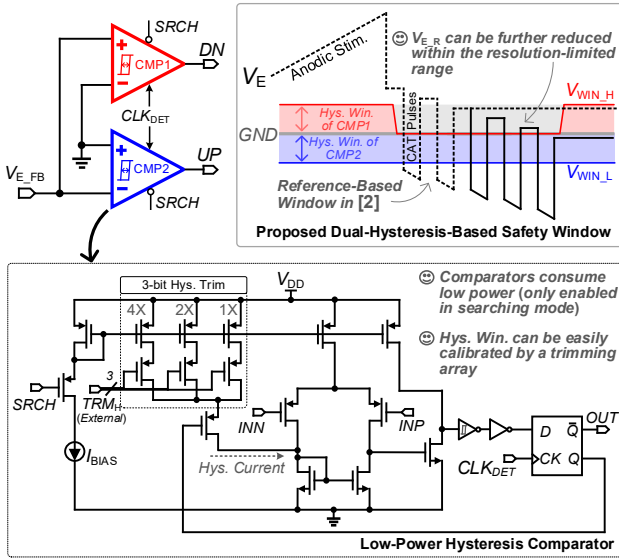 SRCH
+
−
CMP1
DN
CLK_DET
+
−
CMP2
UP
V_E_FB
SRCH
V_E
Anodic Stim.
V_E_R can be further reduced
within the resolution-limited
range
V_WIN_H
Hys. Win.
of CMP1
GND
Hys. Win.
of CMP2
CAT Pulses
V_WIN_L
Reference-Based
Window in [2]
Proposed Dual-Hysteresis-Based Safety Window
3-bit Hys. Trim
4X 2X 1X
V_DD
Comparators consume
low power (only enabled
in searching mode)
Hys. Win. can be easily
calibrated by a trimming
array
SRCH
3
TRM_H
(External)
INN
INP
I_BIAS
Hys. Current
CLK_DET
D
Q̅
CK
Q
OUT
Low-Power Hysteresis Comparator